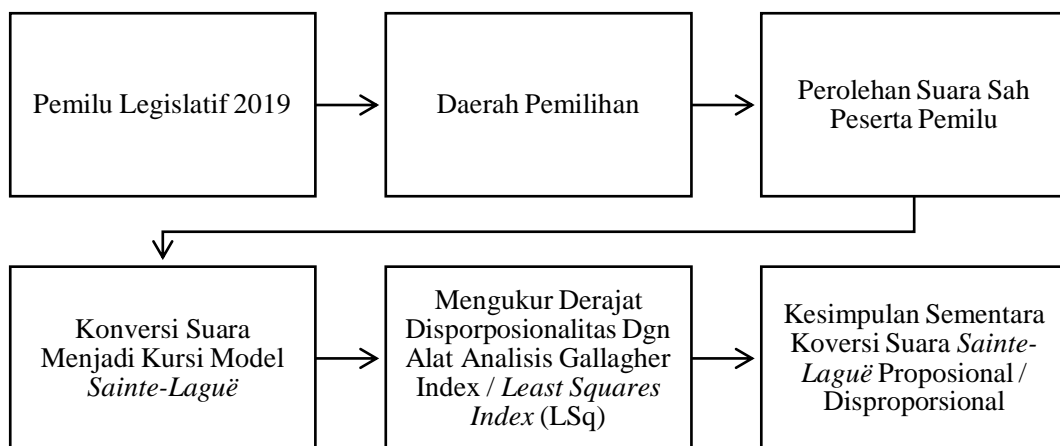 Pemilu Legislatif 2019
Daerah Pemilihan
Perolehan Suara Sah
Peserta Pemilu
Konversi Suara
Menjadi Kursi Model
Sainte-Laguë
Mengukur Derajat
Disporposionalitas Dgn
Alat Analisis Gallagher
Index / Least Squares
Index (LSq)
Kesimpulan Sementara
Koversi Suara Sainte-
Laguë Proposional /
Disproporsional